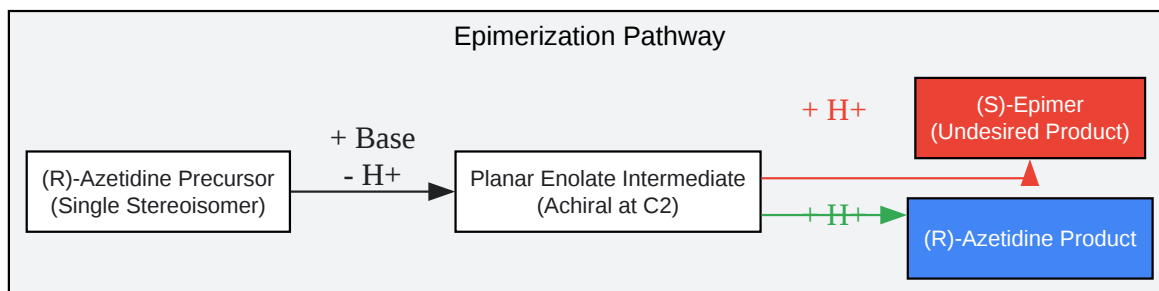 Epimerization Pathway
(R)-Azetidine Precursor
(Single Stereoisomer)
+ Base
- H+
Planar Enolate Intermediate
(Achiral at C2)
+ H+
(S)-Epimer
(Undesired Product)
+ H+
(R)-Azetidine Product